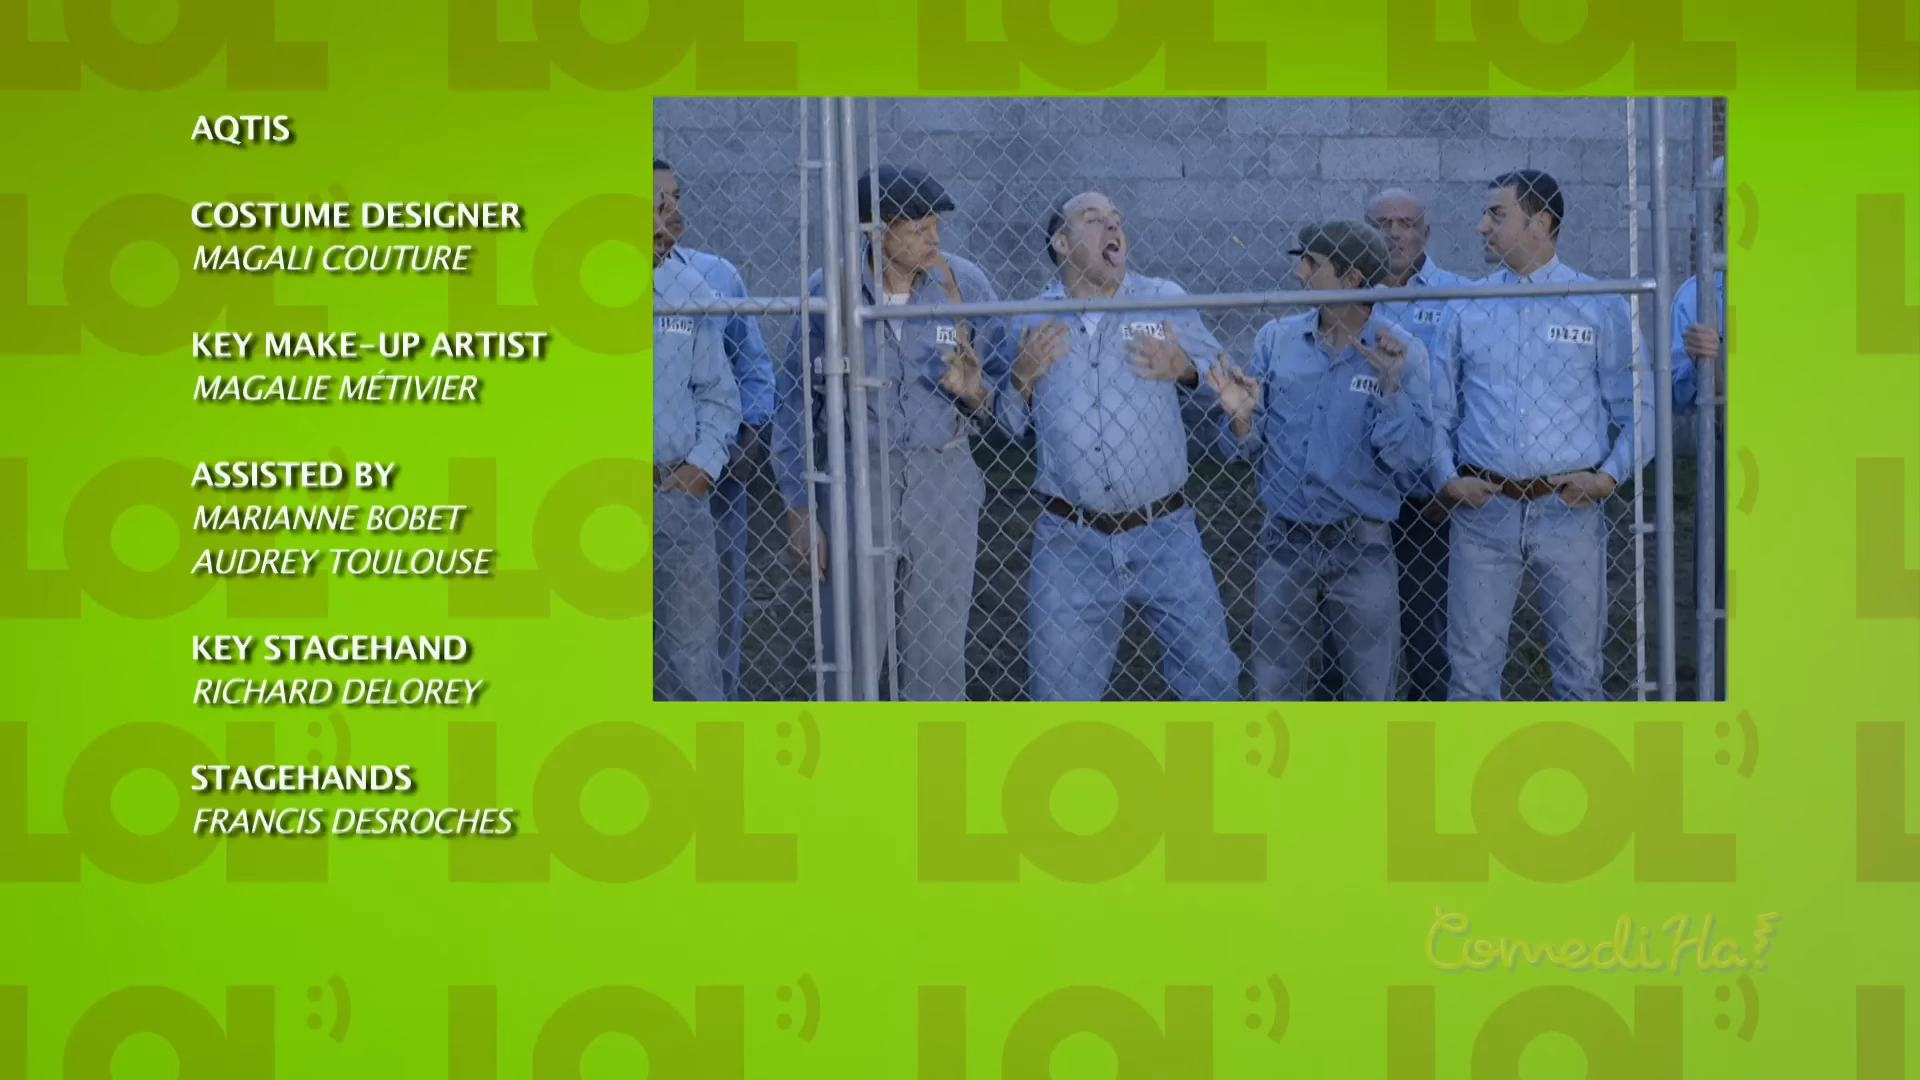 AQTIS
COSTUME DESIGNER
MAGALI COUTURE
KEY MAKE-UP ARTIST
MAGALIE MÉTIVIER
ASSISTED BY
MARIANNE BOBET
AUDREY TOULOUSE
KEY STAGEHAND
RICHARD DELOREY
STAGEHANDS
FRANCIS DESROCHES
ComediHa!
LOL:)